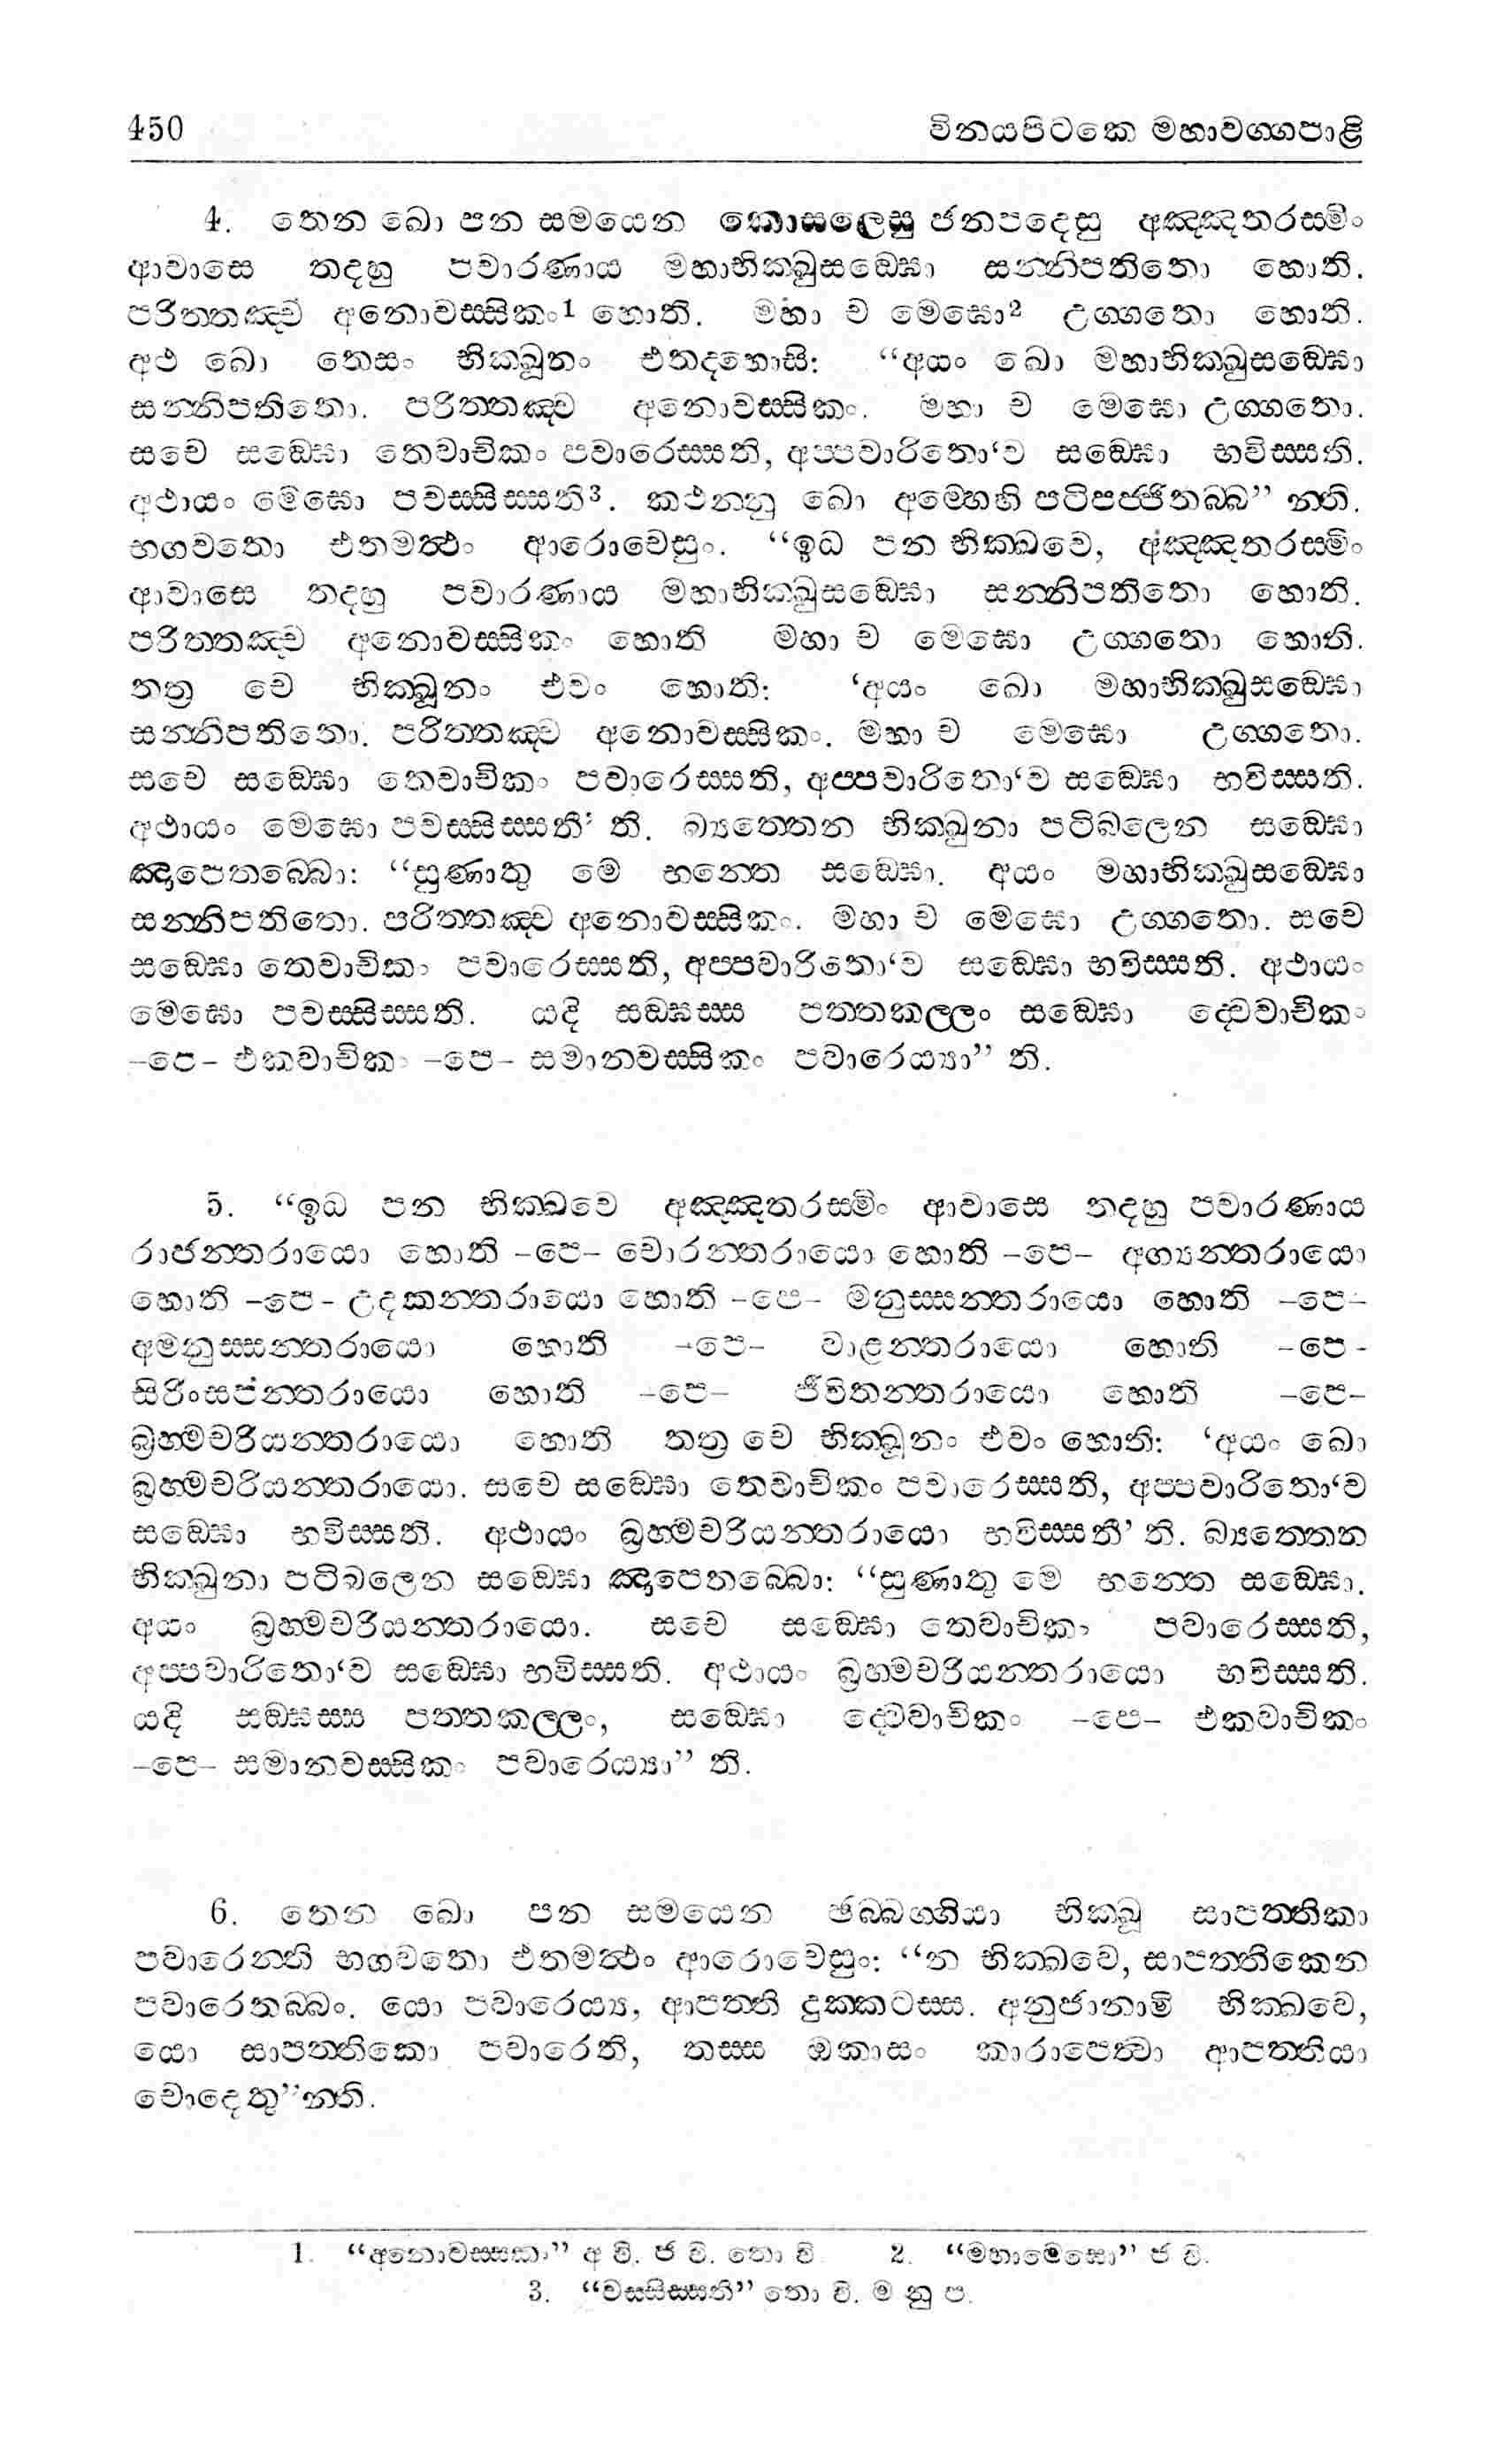 450 විනයපිටකෙ මහාවග්ගපාළි
4. තෙන ඛො පන සමයෙන කොසලෙසු ජනපදෙසු අඤ්ඤතරස්මිං
ආවාසෙ තදහු පවාරණාය මහාභික්ඛුසඞ්ඝො සන්නිපතිතො හොති.
පරිත්තඤ්ච අනොවස්සිකං1 හොති. මහා ච මෙඝො2 උග්ගතො හොති.
අථ ඛො තෙසං භික්ඛූනං එතදහොසි: “අයං ඛො මහාභික්ඛුසඞ්ඝො
සන්නිපතිතො. පරිත්තඤ්ච අනොවස්සිකං. මහා ච මෙඝො උග්ගතො.
සචෙ සඞ්ඝො තෙවාචිකං පවාරෙස්සති, අප්පවාරිතො‘ව සඞ්ඝො භවිස්සති.
අථායං මෙඝො පවස්සිස්සති3. කථන්නු ඛො අම්හෙහි පටිපජ්ජිතබ්බ” න්ති.
භගවතො එතමත්ථං ආරොචෙසුං. “ඉධ පන භික්ඛවෙ, අඤ්ඤතරස්මිං
ආවාසෙ තදහු පවාරණාය මහාභික්ඛුසඞ්ඝො සන්නිපතිතො හොති.
පරිත්තඤ්ච අනොවස්සිකං හොති මහා ච මෙඝො උග්ගතො හොති.
තත්‍ර චෙ භික්ඛූනං එවං හොති: ‘අයං ඛො මහාභික්ඛුසඞ්ඝො
සන්නිපතිතො. පරිත්තඤ්ච අනොවස්සිකං. මහා ච මෙඝො උග්ගතො.
සචෙ සඞ්ඝො තෙවාචිකං පවාරෙස්සති, අප්පවාරිතො‘ව සඞ්ඝො භවිස්සති.
අථායං මෙඝො පවස්සිස්සතී’ ති. බ්‍යත්තෙන භික්ඛුනා පටිබලෙන සඞ්ඝො
ඤාපෙතබ්බො: “සුණාතු මෙ භන්තෙ සඞ්ඝො. අයං මහාභික්ඛුසඞ්ඝො
සන්නිපතිතො. පරිත්තඤ්ච අනොවස්සිකං. මහා ච මෙඝො උග්ගතො. සචෙ
සඞ්ඝො තෙවාචිකං පවාරෙස්සති, අප්පවාරිතො‘ව සඞ්ඝො භවිස්සති. අථායං
මෙඝො පවස්සිස්සති. යදි සඞ්ඝස්ස පත්තකල්ලං සඞ්ඝො ද්වෙවාචිකං
–පෙ– එකවාචිකං –පෙ– සමානවස්සිකං පවාරෙය්‍යා” ති.
5. “ඉධ පන භික්ඛවෙ අඤ්ඤතරස්මිං ආවාසෙ තදහු පවාරණාය
රාජන්තරායො හොති –පෙ– චොරන්තරායො හොති –පෙ– අග්‍යන්තරායො
හොති –පෙ– උදකන්තරායො හොති –පෙ– මනුස්සන්තරායො හොති –පෙ–
අමනුස්සන්තරායො හොති –පෙ– වාළන්තරායො හොති –පෙ–
සිරිංසපන්තරායො හොති –පෙ– ජීවිතන්තරායො හොති –පෙ–
බ්‍රහ්මචරියන්තරායො හොති තත්‍ර චෙ භික්ඛූනං එවං හොති: ‘අයං ඛො
බ්‍රහ්මචරියන්තරායො. සචෙ සඞ්ඝො තෙවාචිකං පවාරෙස්සති, අප්පවාරිතො‘ව
සඞ්ඝො භවිස්සති. අථායං බ්‍රහ්මචරියන්තරායො භවිස්සතී’ ති. බ්‍යත්තෙන
භික්ඛුනා පටිබලෙන සඞ්ඝො ඤාපෙතබ්බො: “සුණාතු මෙ භන්තෙ සඞ්ඝො.
අයං බ්‍රහ්මචරියන්තරායො. සචෙ සඞ්ඝො තෙවාචිකං පවාරෙස්සති,
අප්පවාරිතො‘ව සඞ්ඝො භවිස්සති. අථායං බ්‍රහ්මචරියන්තරායො භවිස්සති.
යදි සඞ්ඝස්ස පත්තකල්ලං, සඞ්ඝො ද්වෙවාචිකං –පෙ– එකවාචිකං
–පෙ– සමානවස්සිකං පවාරෙය්‍යා” ති.
6. තෙන ඛො පන සමයෙන ඡබ්බග්ගියා භික්ඛූ සාපත්තිකා
පවාරෙන්ති භගවතො එතමත්ථං ආරොචෙසුං: “න භික්ඛවෙ, සාපත්තිකෙන
පවාරෙතබ්බං. යො පවාරෙය්‍ය, ආපත්ති දුක්කටස්ස. අනුජානාමි භික්ඛවෙ,
යො සාපත්තිකො පවාරෙති, තස්ස ඔකාසං කාරාපෙත්වා ආපත්තියා
චොදෙතු”න්ති.
1. “අනොවස්සකං” අ වි. ජ වි. තො වි 2. “මහාමෙඝො” ජ වි.
3. “වස්සිස්සති” තො වි. ම නු ප.